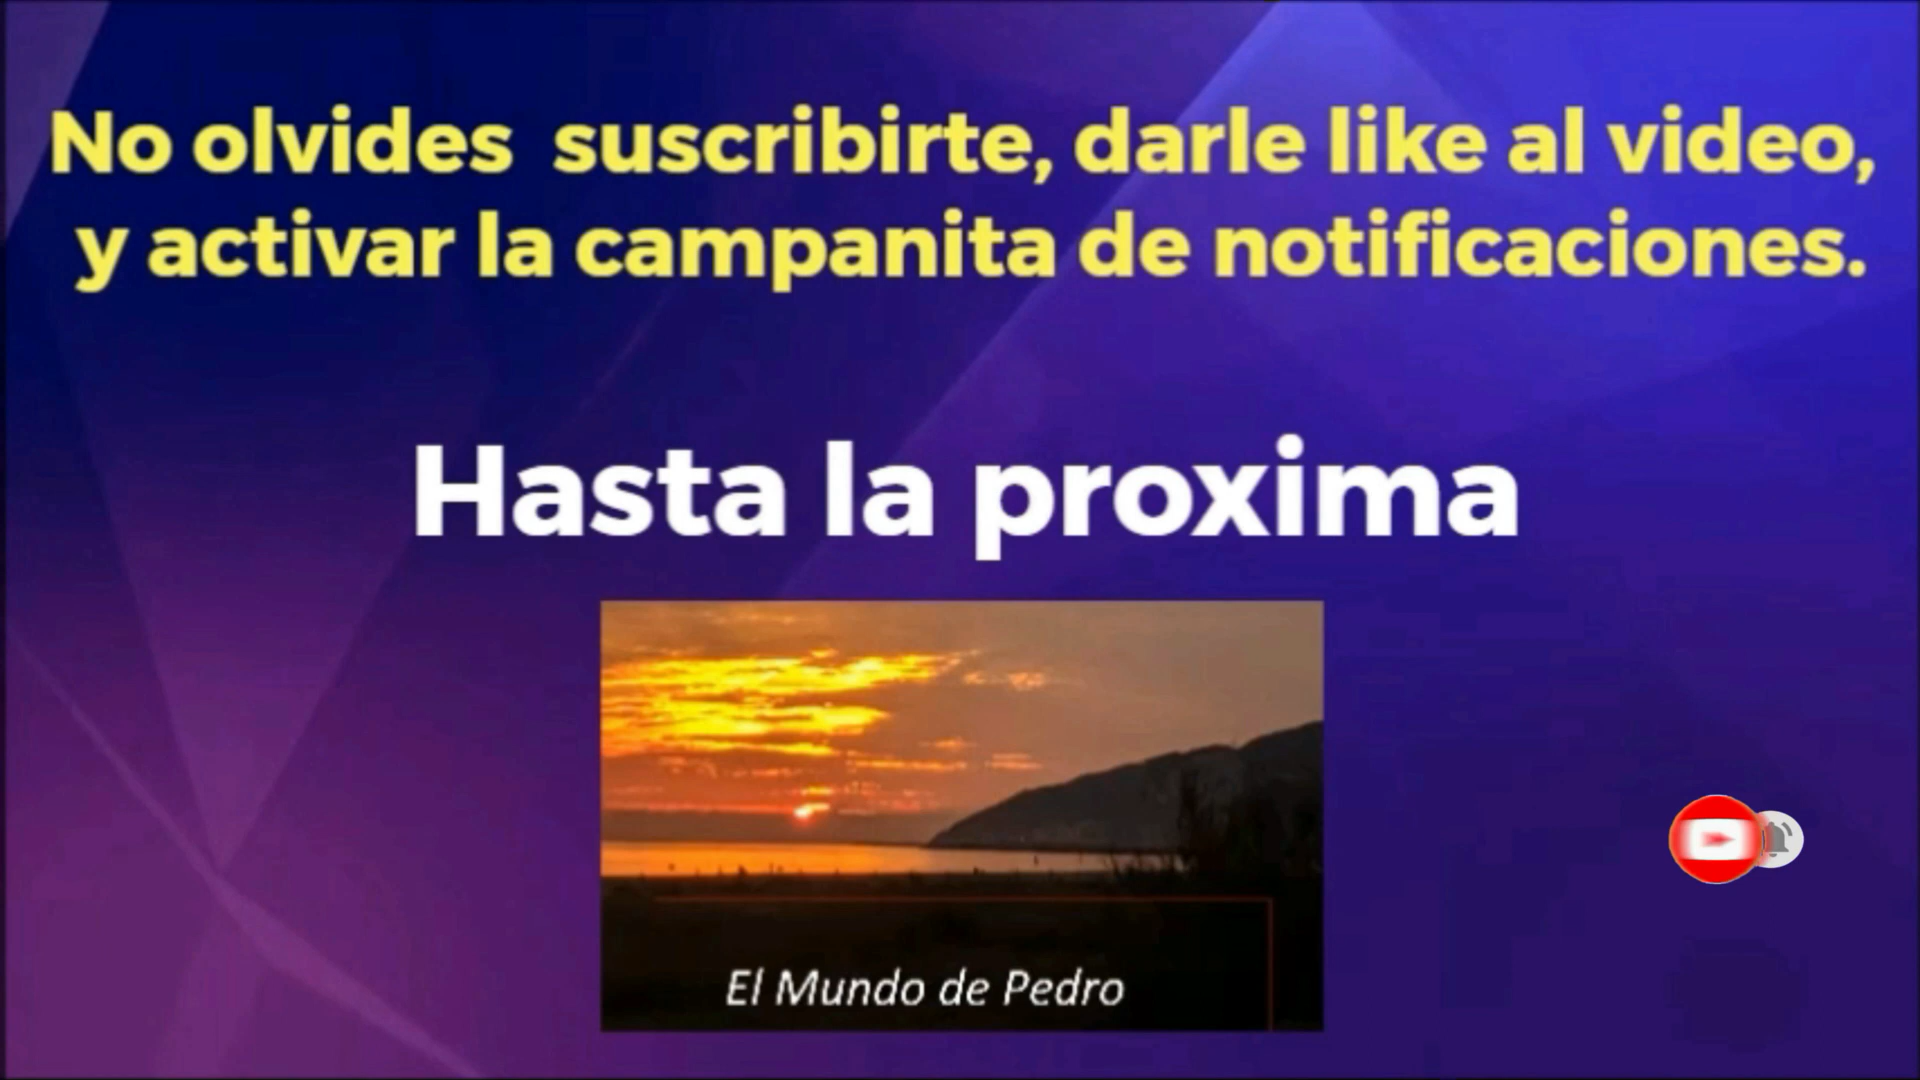 No olvides suscribirte, darle like al video,
y activar la campanita de notificaciones.
Hasta la proxima
El Mundo de Pedro